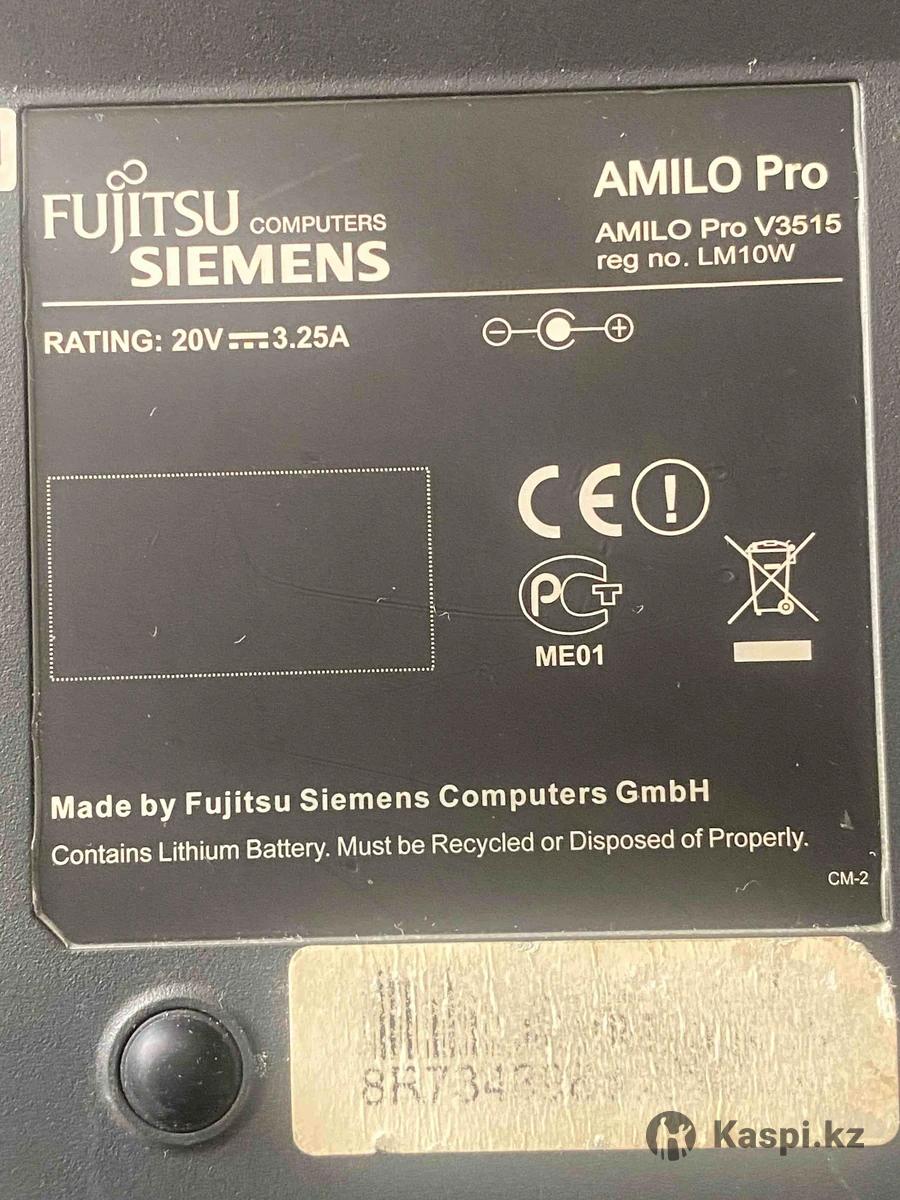 FUJITSU COMPUTERS
SIEMENS
AMILO Pro
AMILO Pro V3515
reg no. LM10W
RATING: 20V⎓3.25A
CE
PCT
ME01
Made by Fujitsu Siemens Computers GmbH
Contains Lithium Battery. Must be Recycled or Disposed of Properly.
CM-2
Kaspi.kz